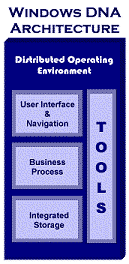 WINDOWS DNA
ARCHITECTURE
Distributed Operating
Environment
User Interface
&
Navigation
Business
Process
Integrated
Storage
TOOLS